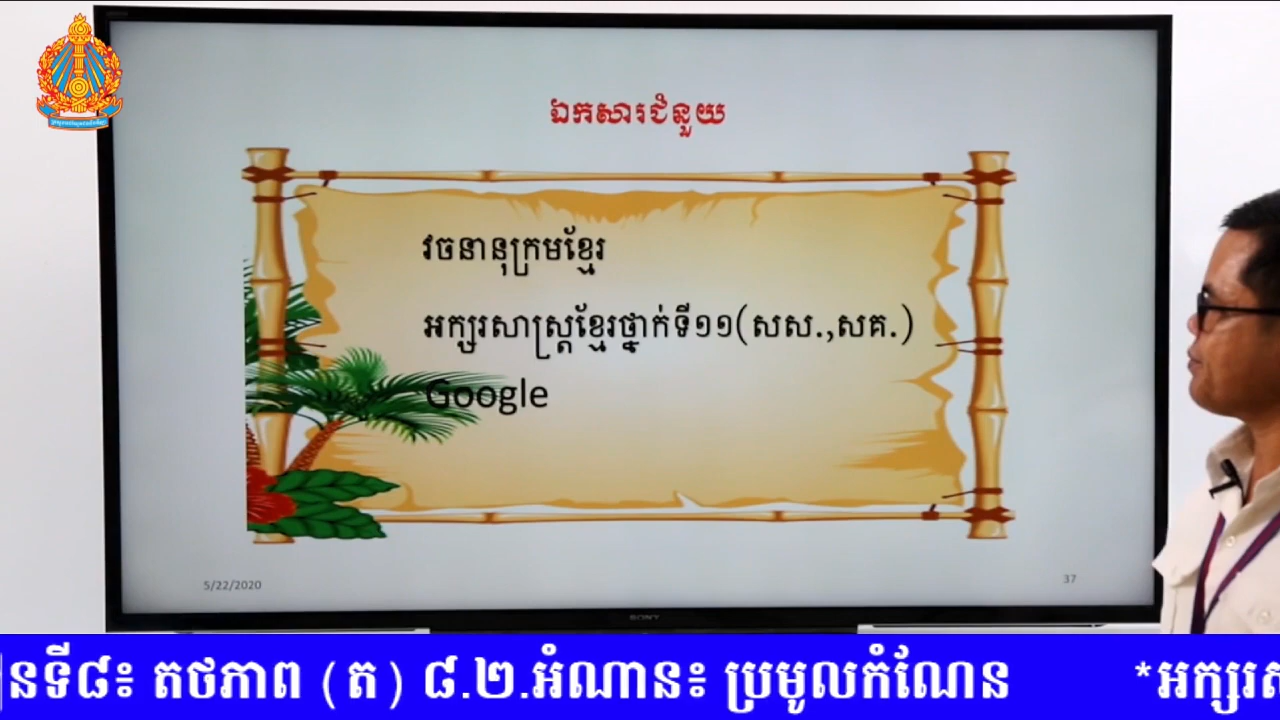 ឯកសារជំនួយ
វចនានុក្រមខ្មែរ
អក្សរសាស្ត្រខ្មែរថ្នាក់ទី១១(សស.,សគ.)
Google
5/22/2020
37
SONY
នទី៨៖ តថភាព (ត) ៨.២.អំណាន៖ ប្រមូលកំណែន *អក្សរស